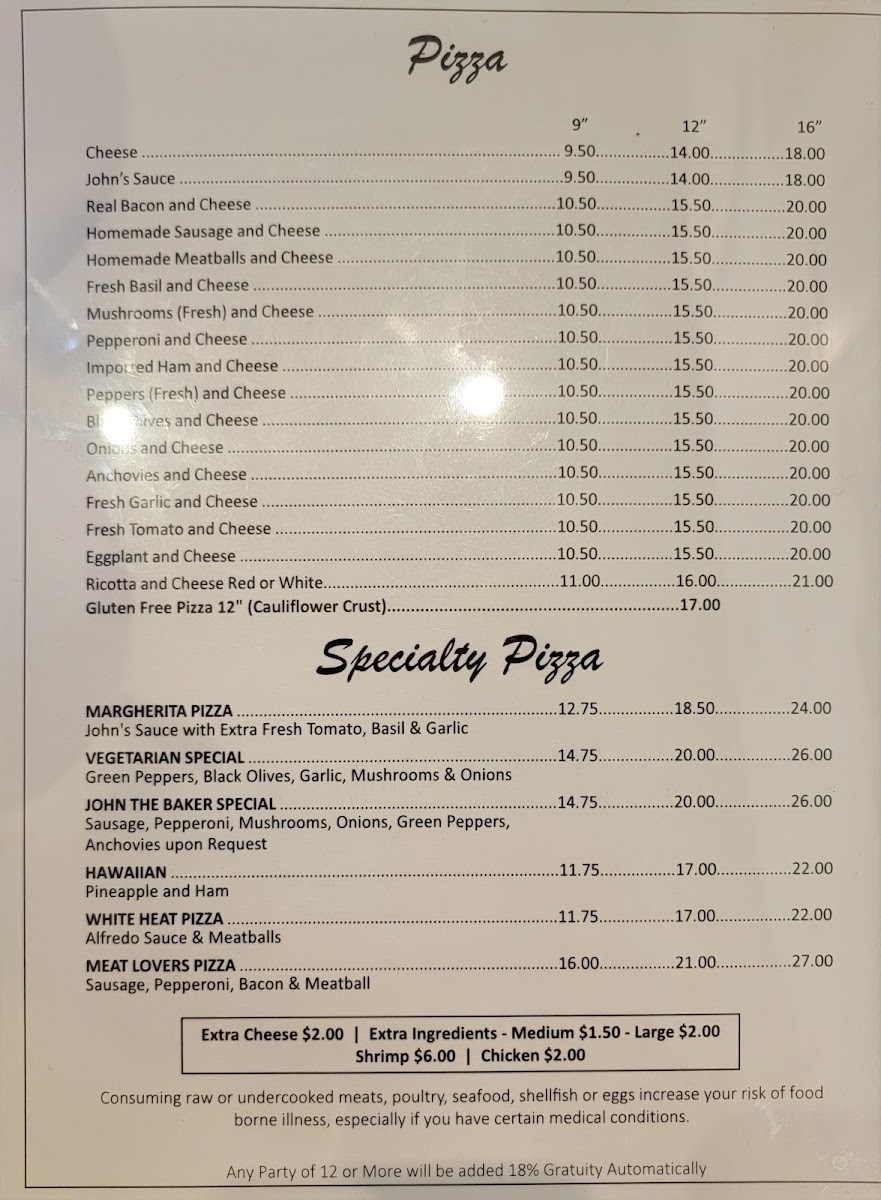 Pizza
9" 12" 16"
Cheese ........ 9.50 ........ 14.00 ........ 18.00
John's Sauce ........ 9.50 ........ 14.00 ........ 18.00
Real Bacon and Cheese ........ 10.50 ........ 15.50 ........ 20.00
Homemade Sausage and Cheese ........ 10.50 ........ 15.50 ........ 20.00
Homemade Meatballs and Cheese ........ 10.50 ........ 15.50 ........ 20.00
Fresh Basil and Cheese ........ 10.50 ........ 15.50 ........ 20.00
Mushrooms (Fresh) and Cheese ........ 10.50 ........ 15.50 ........ 20.00
Pepperoni and Cheese ........ 10.50 ........ 15.50 ........ 20.00
Imported Ham and Cheese ........ 10.50 ........ 15.50 ........ 20.00
Peppers (Fresh) and Cheese ........ 10.50 ........ 15.50 ........ 20.00
Black Olives and Cheese ........ 10.50 ........ 15.50 ........ 20.00
Onions and Cheese ........ 10.50 ........ 15.50 ........ 20.00
Anchovies and Cheese ........ 10.50 ........ 15.50 ........ 20.00
Fresh Garlic and Cheese ........ 10.50 ........ 15.50 ........ 20.00
Fresh Tomato and Cheese ........ 10.50 ........ 15.50 ........ 20.00
Eggplant and Cheese ........ 10.50 ........ 15.50 ........ 20.00
Ricotta and Cheese Red or White ........ 11.00 ........ 16.00 ........ 21.00
Gluten Free Pizza 12" (Cauliflower Crust) ........ 17.00
Specialty Pizza
MARGHERITA PIZZA ........ 12.75 ........ 18.50 ........ 24.00
John's Sauce with Extra Fresh Tomato, Basil & Garlic
VEGETARIAN SPECIAL ........ 14.75 ........ 20.00 ........ 26.00
Green Peppers, Black Olives, Garlic, Mushrooms & Onions
JOHN THE BAKER SPECIAL ........ 14.75 ........ 20.00 ........ 26.00
Sausage, Pepperoni, Mushrooms, Onions, Green Peppers,
Anchovies upon Request
HAWAIIAN ........ 11.75 ........ 17.00 ........ 22.00
Pineapple and Ham
WHITE HEAT PIZZA ........ 11.75 ........ 17.00 ........ 22.00
Alfredo Sauce & Meatballs
MEAT LOVERS PIZZA ........ 16.00 ........ 21.00 ........ 27.00
Sausage, Pepperoni, Bacon & Meatball
Extra Cheese $2.00 | Extra Ingredients - Medium $1.50 - Large $2.00
Shrimp $6.00 | Chicken $2.00
Consuming raw or undercooked meats, poultry, seafood, shellfish or eggs increase your risk of food
borne illness, especially if you have certain medical conditions.
Any Party of 12 or More will be added 18% Gratuity Automatically